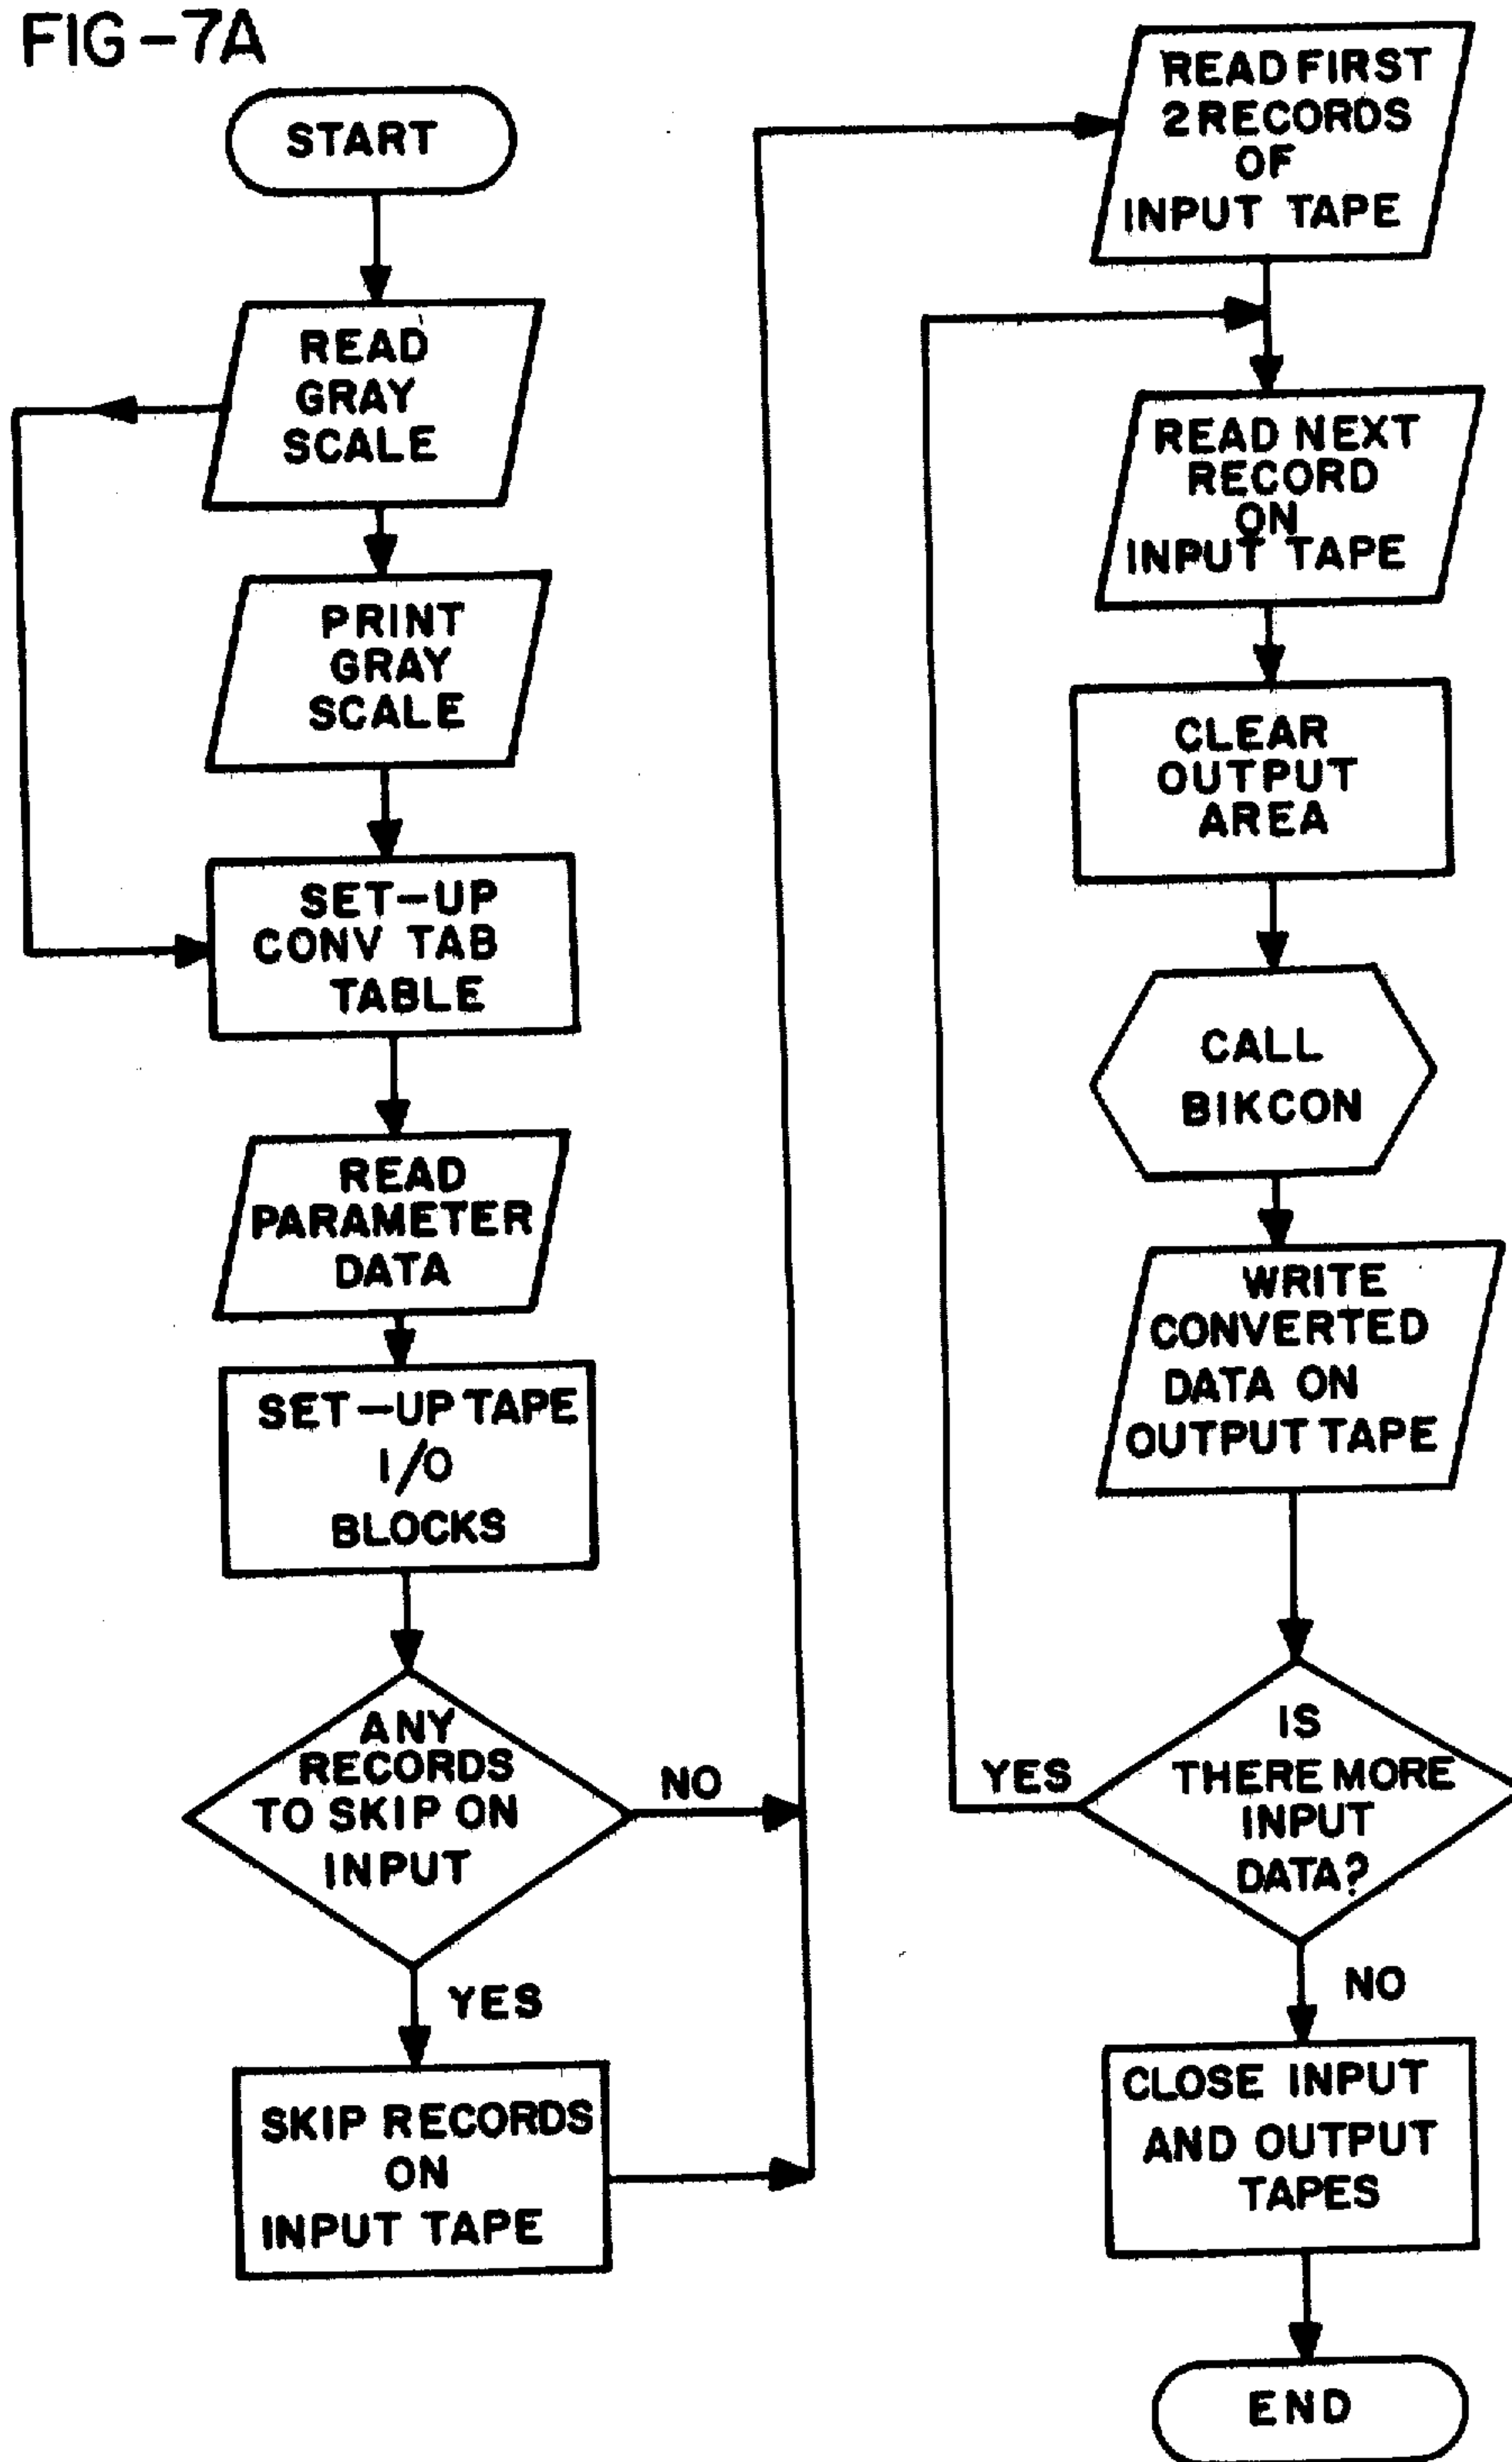 FIG-7A
START
READ
GRAY
SCALE
PRINT
GRAY
SCALE
SET-UP
CONV TAB
TABLE
READ
PARAMETER
DATA
SET-UP TAPE
I/O
BLOCKS
ANY
RECORDS
TO SKIP ON
INPUT
NO
YES
SKIP RECORDS
ON
INPUT TAPE
READ FIRST
2 RECORDS
OF
INPUT TAPE
READ NEXT
RECORD
ON
INPUT TAPE
CLEAR
OUTPUT
AREA
CALL
BIKCON
WRITE
CONVERTED
DATA ON
OUTPUT TAPE
IS
THERE MORE
INPUT
DATA?
YES
NO
CLOSE INPUT
AND OUTPUT
TAPES
END